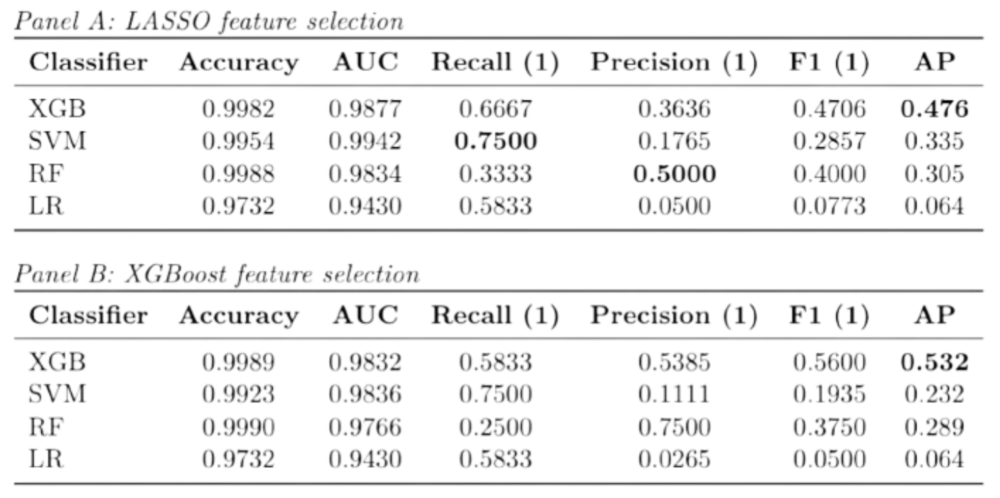 Panel A: LASSO feature selection
Classifier Accuracy AUC Recall (1) Precision (1) F1 (1) AP
XGB 0.9982 0.9877 0.6667 0.3636 0.4706 0.476
SVM 0.9954 0.9942 0.7500 0.1765 0.2857 0.335
RF 0.9988 0.9834 0.3333 0.5000 0.4000 0.305
LR 0.9732 0.9430 0.5833 0.0500 0.0773 0.064
Panel B: XGBoost feature selection
Classifier Accuracy AUC Recall (1) Precision (1) F1 (1) AP
XGB 0.9989 0.9832 0.5833 0.5385 0.5600 0.532
SVM 0.9923 0.9836 0.7500 0.1111 0.1935 0.232
RF 0.9990 0.9766 0.2500 0.7500 0.3750 0.289
LR 0.9732 0.9430 0.5833 0.0265 0.0500 0.064